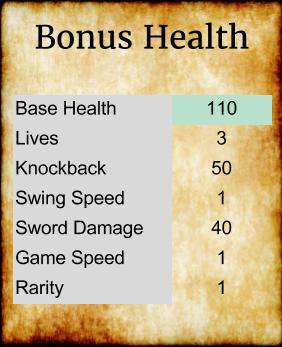 Bonus Health
Base Health 110
Lives 3
Knockback 50
Swing Speed 1
Sword Damage 40
Game Speed 1
Rarity 1